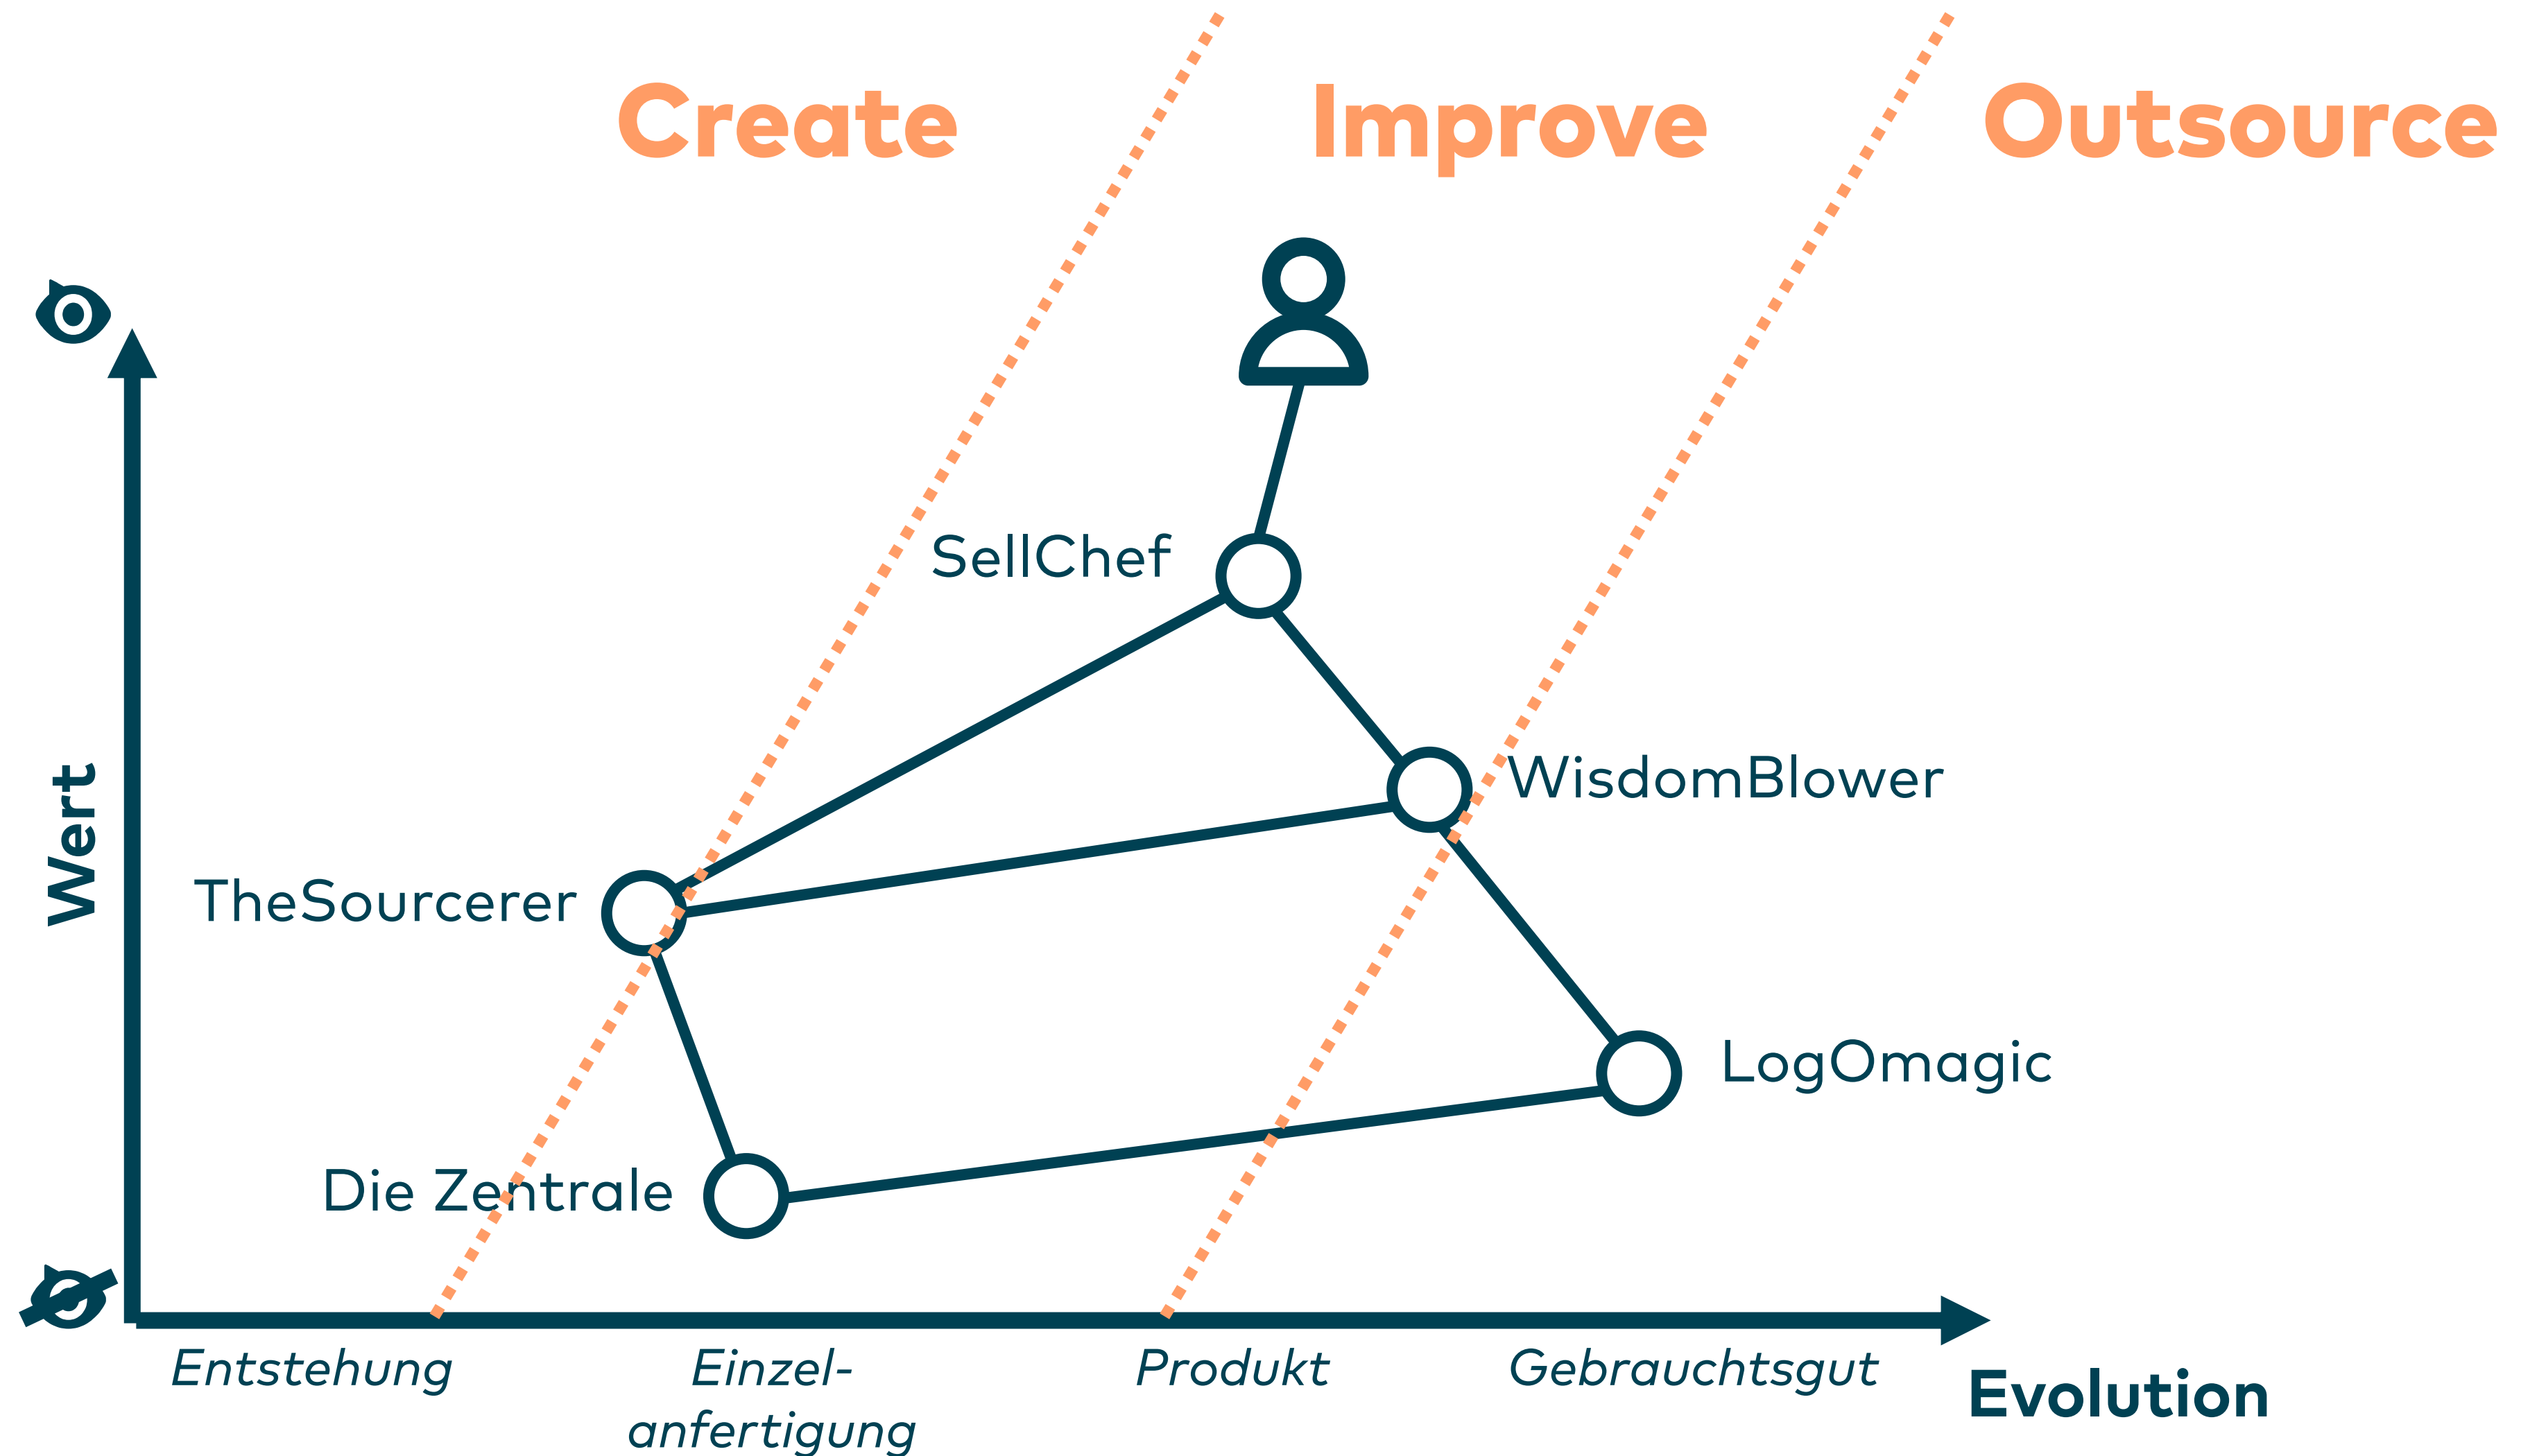 Create
Improve
Outsource
SellChef
WisdomBlower
Wert
TheSourcerer
LogOmagic
Die Zentrale
Entstehung
Einzel-
anfertigung
Produkt
Gebrauchtsgut
Evolution